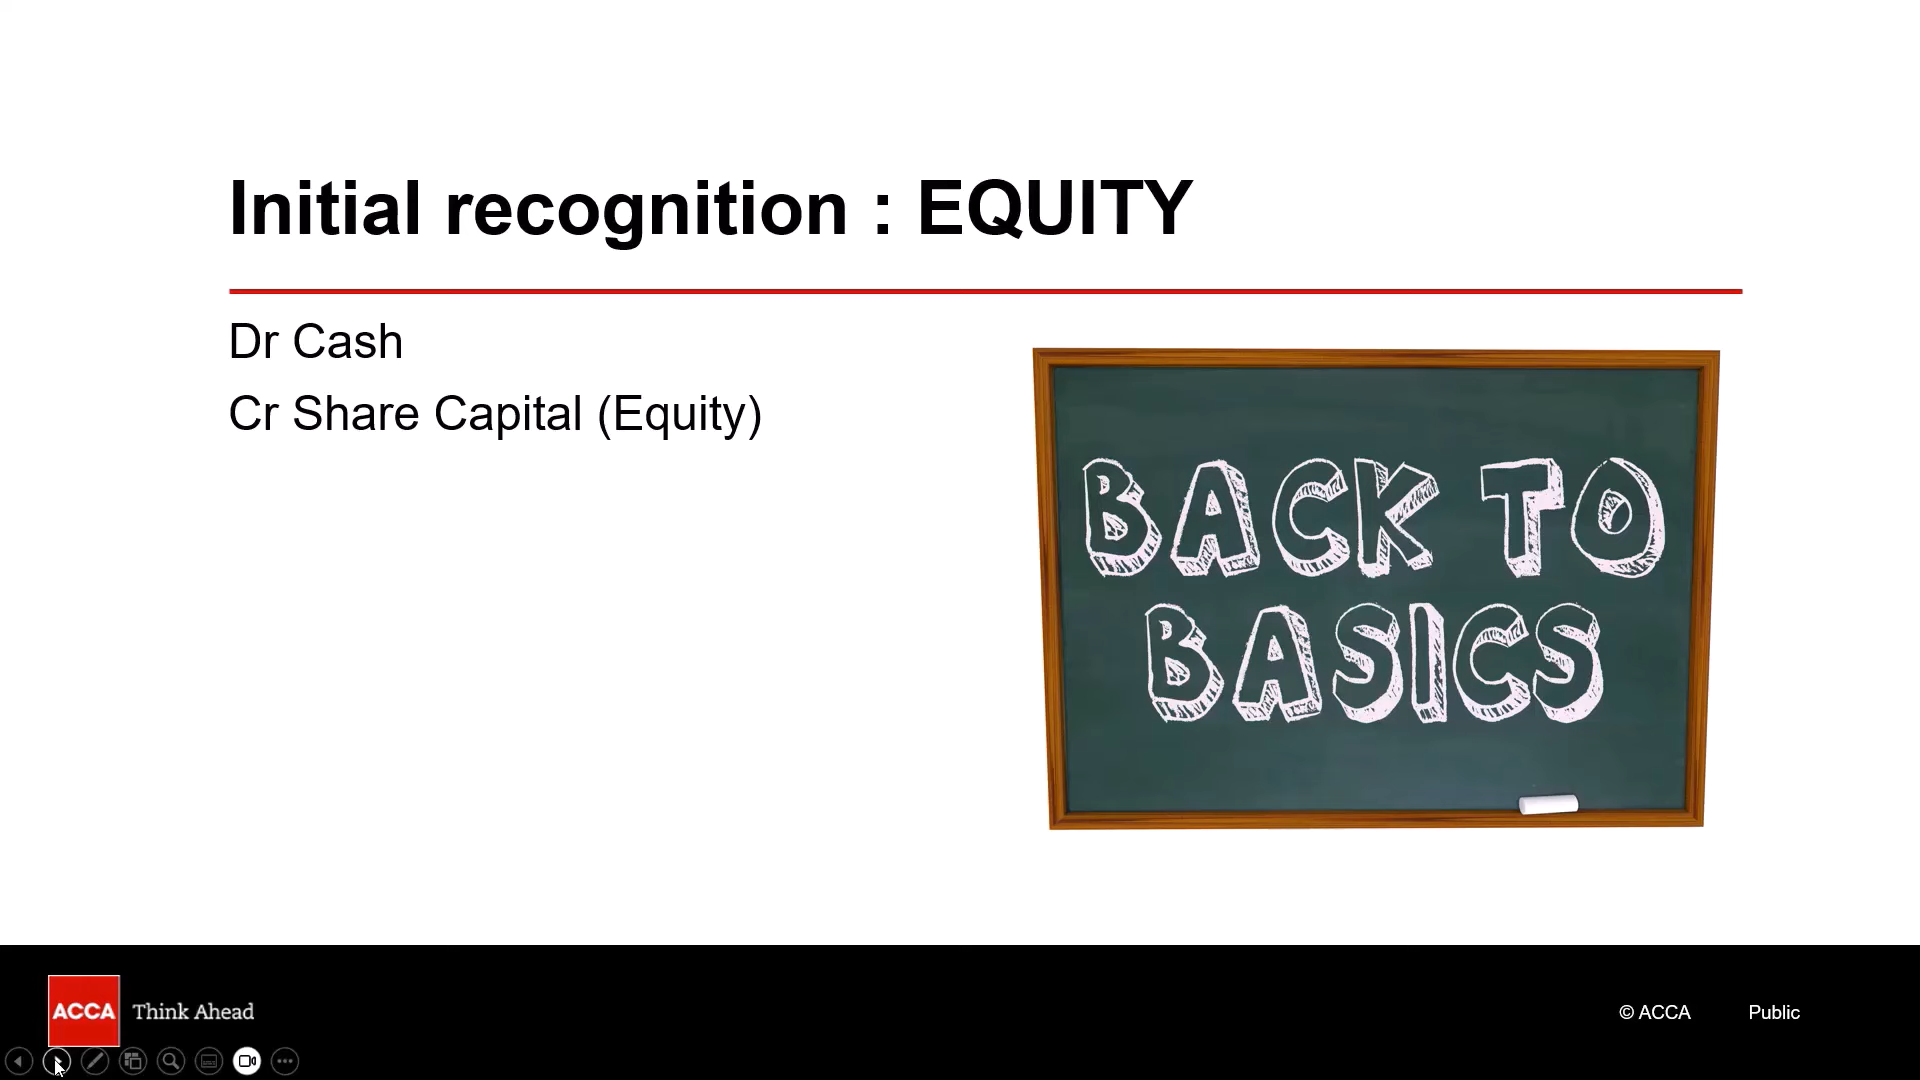 Initial recognition : EQUITY
Dr Cash
Cr Share Capital (Equity)
BACK TO
BASICS
ACCA Think Ahead
© ACCA Public